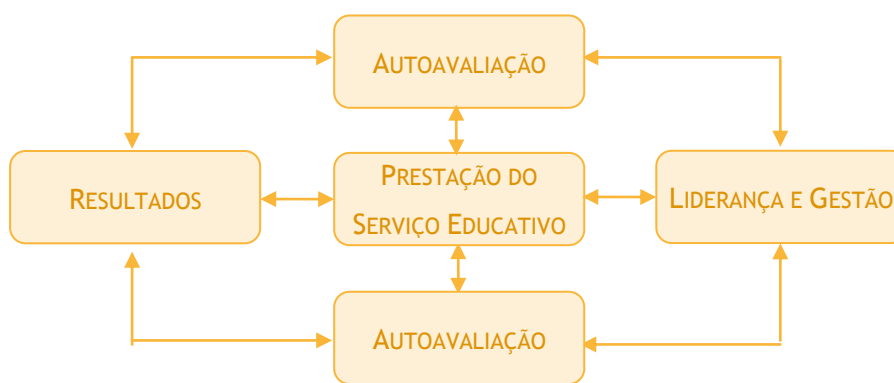 AUTOAVALIAÇÃO
RESULTADOS
PRESTAÇÃO DO
SERVIÇO EDUCATIVO
LIDERANÇA E GESTÃO
AUTOAVALIAÇÃO